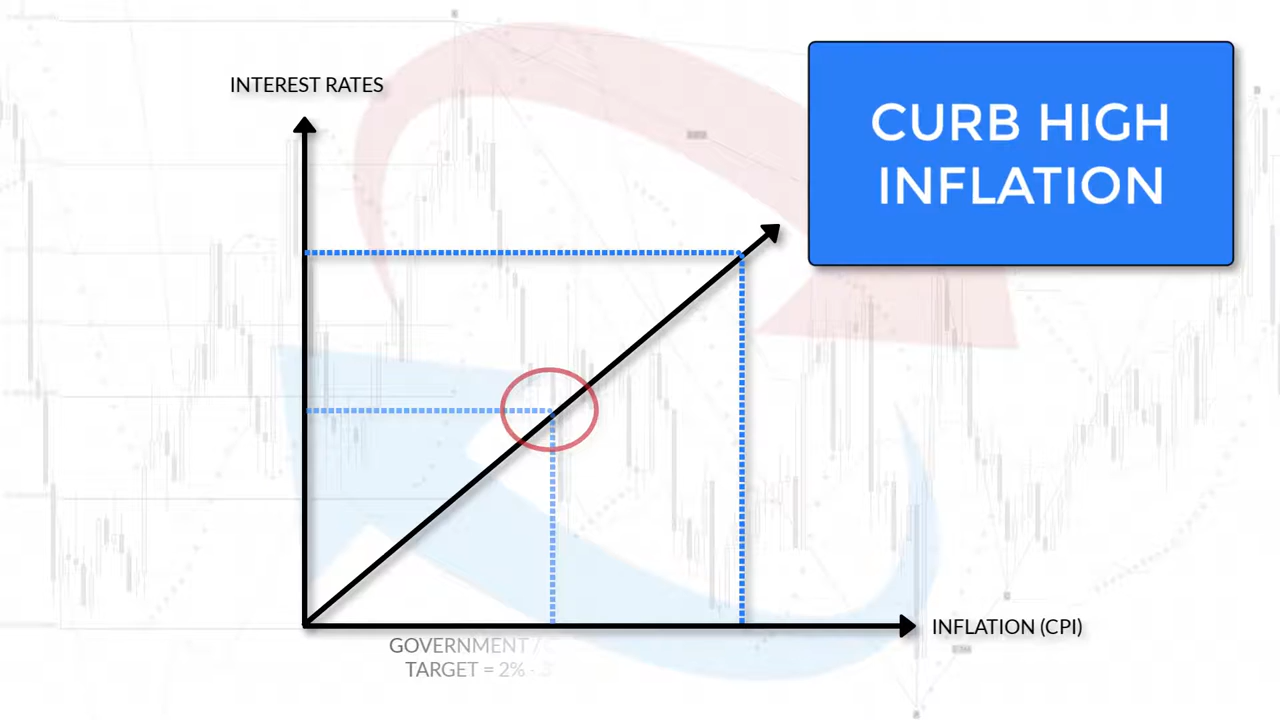 INTEREST RATES
CURB HIGH
INFLATION
INFLATION (CPI)
GOVERNMENT /
TARGET = 2% -